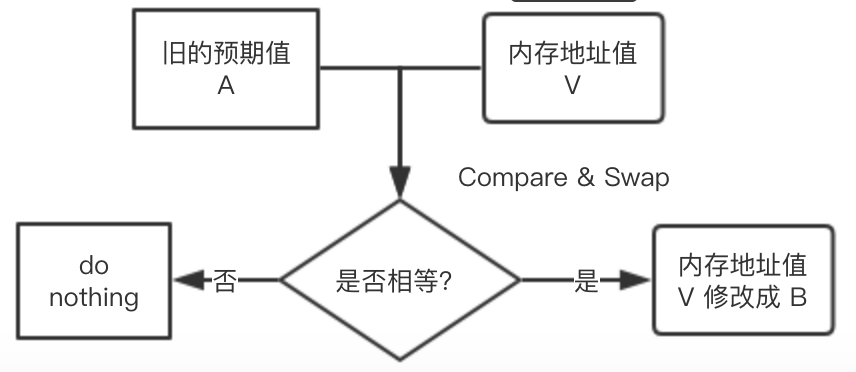 旧的预期值
A
内存地址值
V
Compare & Swap
do
nothing
否
是否相等?
是
内存地址值
V 修改成 B